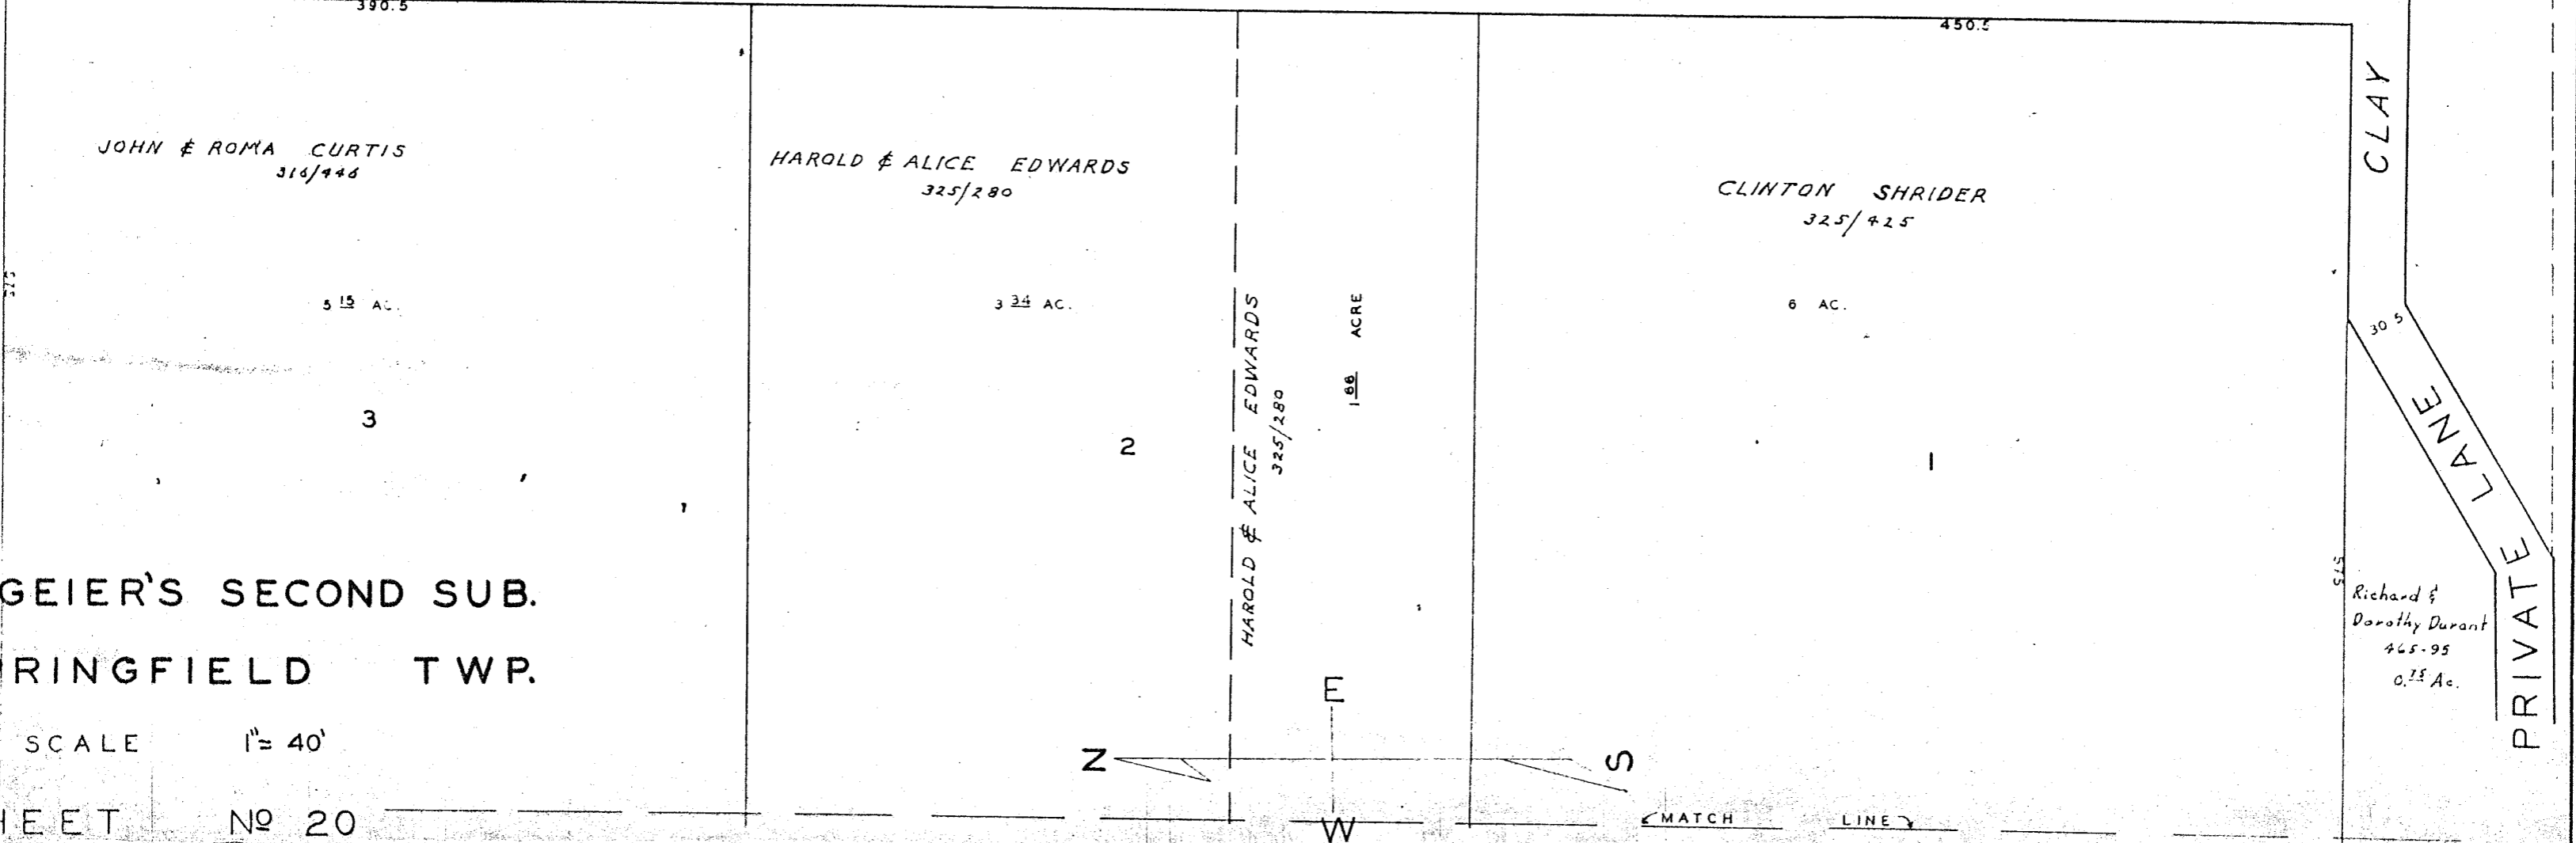 390.5
450.5
JOHN & ROMA CURTIS
316/446
HAROLD & ALICE EDWARDS
325/280
CLINTON SHRIDER
325/425
CLAY
575
5 15 AC.
3 34 AC.
HAROLD & ALICE EDWARDS
325/280
1 66 ACRE
6 AC.
30 5
3
2
1
PRIVATE LANE
575
Richard &
Dorothy Durant
465-95
0.75 Ac.
GEIER'S SECOND SUB.
RINGFIELD TWP.
SCALE 1"= 40'
HEET Nº 20
E
N
S
W
MATCH LINE